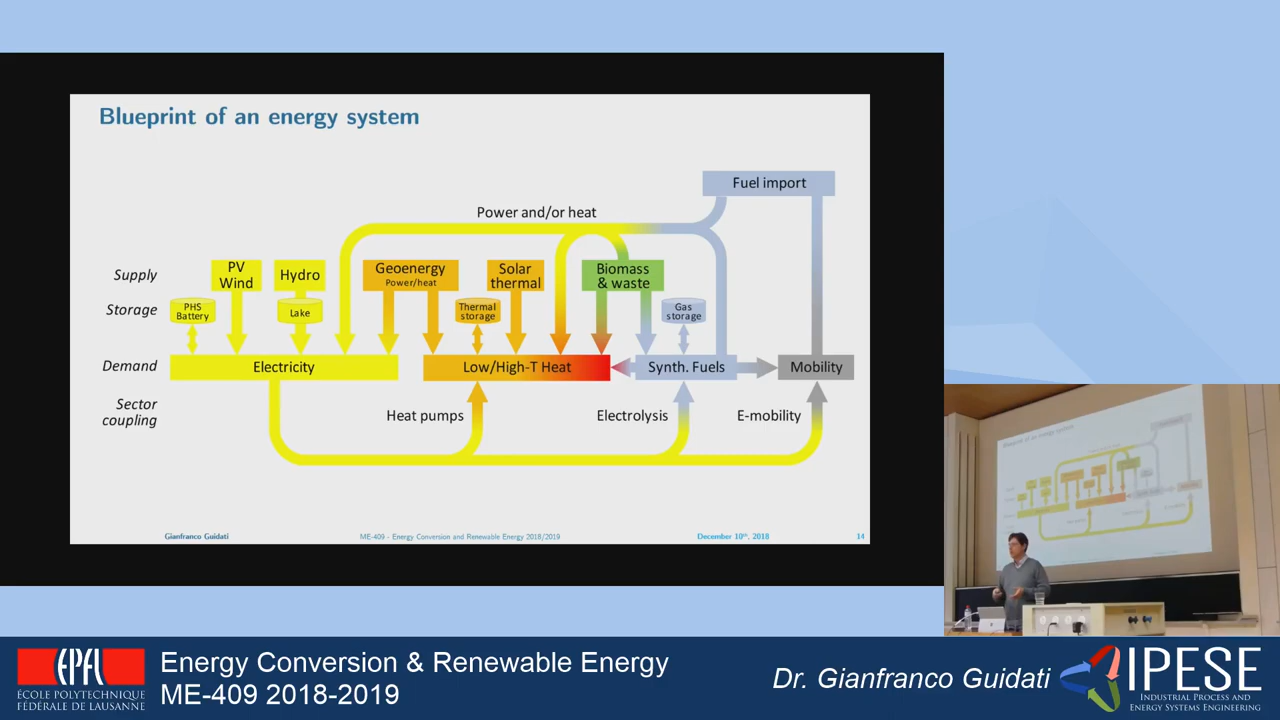 Blueprint of an energy system
Fuel import
Power and/or heat
Supply
PV
Wind
Hydro
Geoenergy
Power/heat
Solar
thermal
Biomass
& waste
Storage
PHS
Battery
Lake
Thermal
storage
Gas
storage
Demand
Electricity
Low/High-T Heat
Synth. Fuels
Mobility
Sector
coupling
Heat pumps
Electrolysis
E-mobility
Gianfranco Guidati
ME-409 - Energy Conversion and Renewable Energy 2018/2019
December 10th, 2018
14
EPFL
ÉCOLE POLYTECHNIQUE
FÉDÉRALE DE LAUSANNE
Energy Conversion & Renewable Energy
ME-409 2018-2019
Dr. Gianfranco Guidati
IPESE
Industrial Process and
Energy Systems Engineering